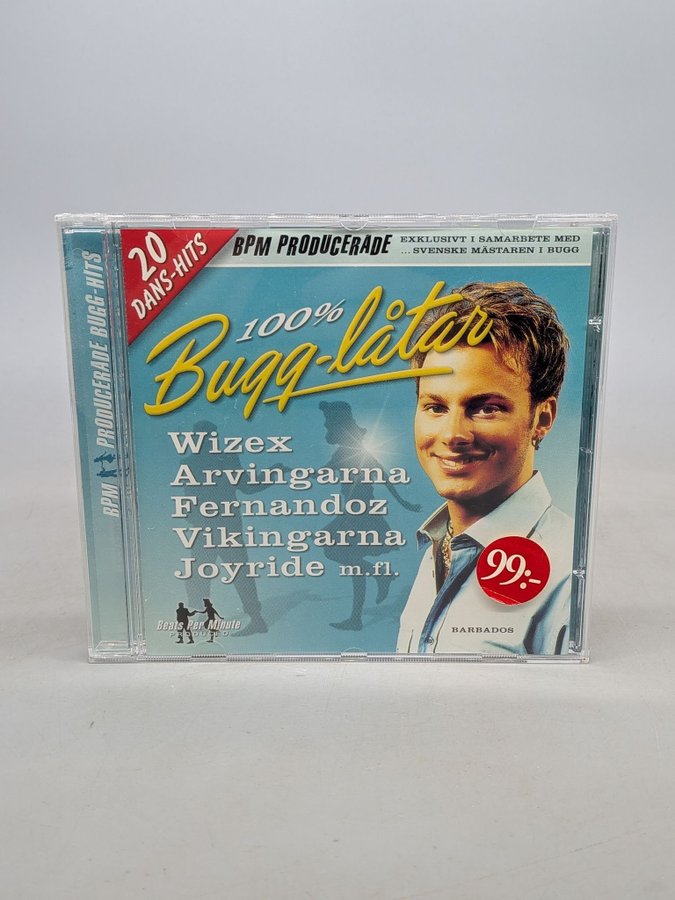 20
DANS-HITS
BPM PRODUCERADE
EXKLUSIVT I SAMARBETE MED
... SVENSKE MÄSTAREN I BUGG
100%
Bugg-låtar
Wizex
Arvingarna
Fernandoz
Vikingarna
Joyride m.fl.
99:-
BARBADOS
Beats Per Minute
PRODUCED
BPM PRODUCERADE BUGG-HITS